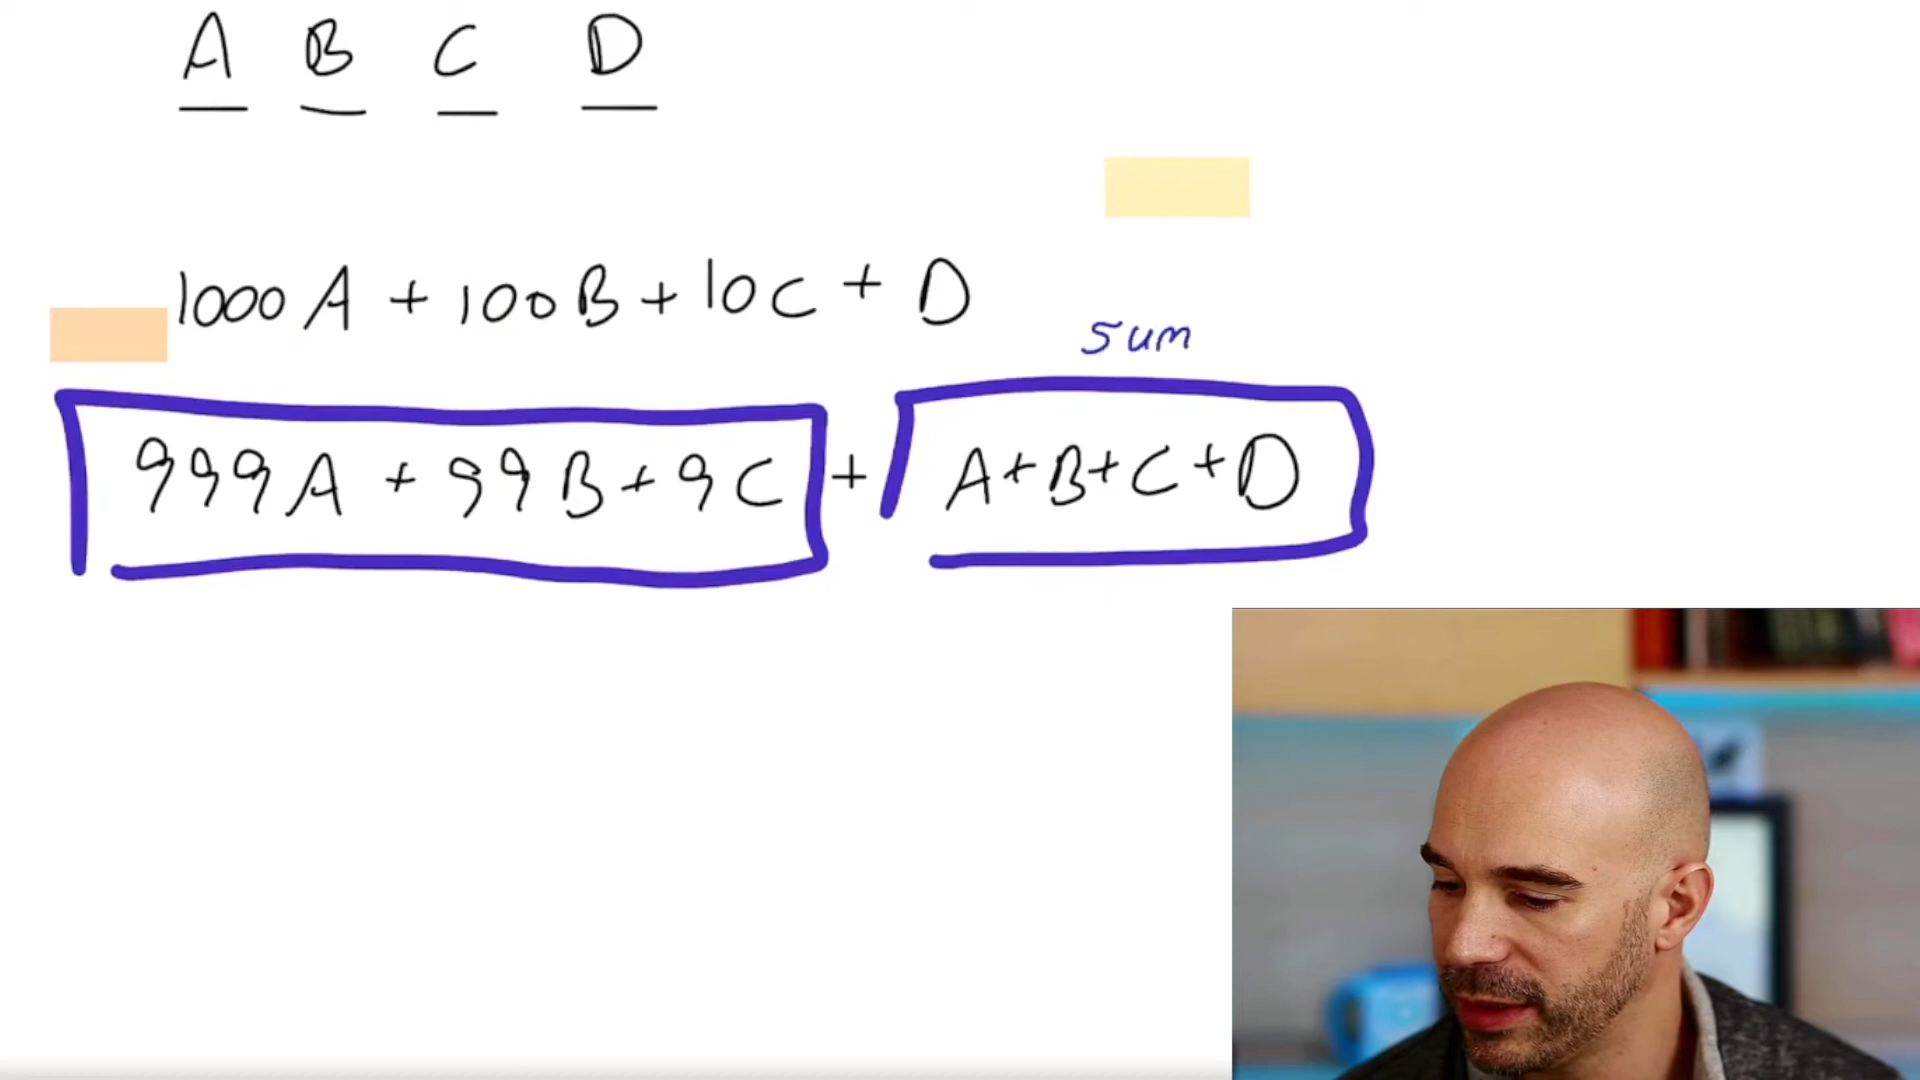 A B C D
1000A + 100B + 10C + D
Sum
999A + 99B + 9C + A+B+C+D